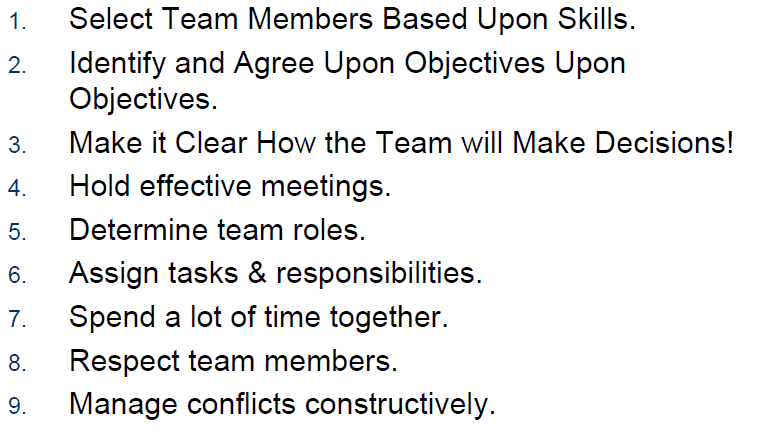 1. Select Team Members Based Upon Skills.
2. Identify and Agree Upon Objectives Upon
Objectives.
3. Make it Clear How the Team will Make Decisions!
4. Hold effective meetings.
5. Determine team roles.
6. Assign tasks & responsibilities.
7. Spend a lot of time together.
8. Respect team members.
9. Manage conflicts constructively.